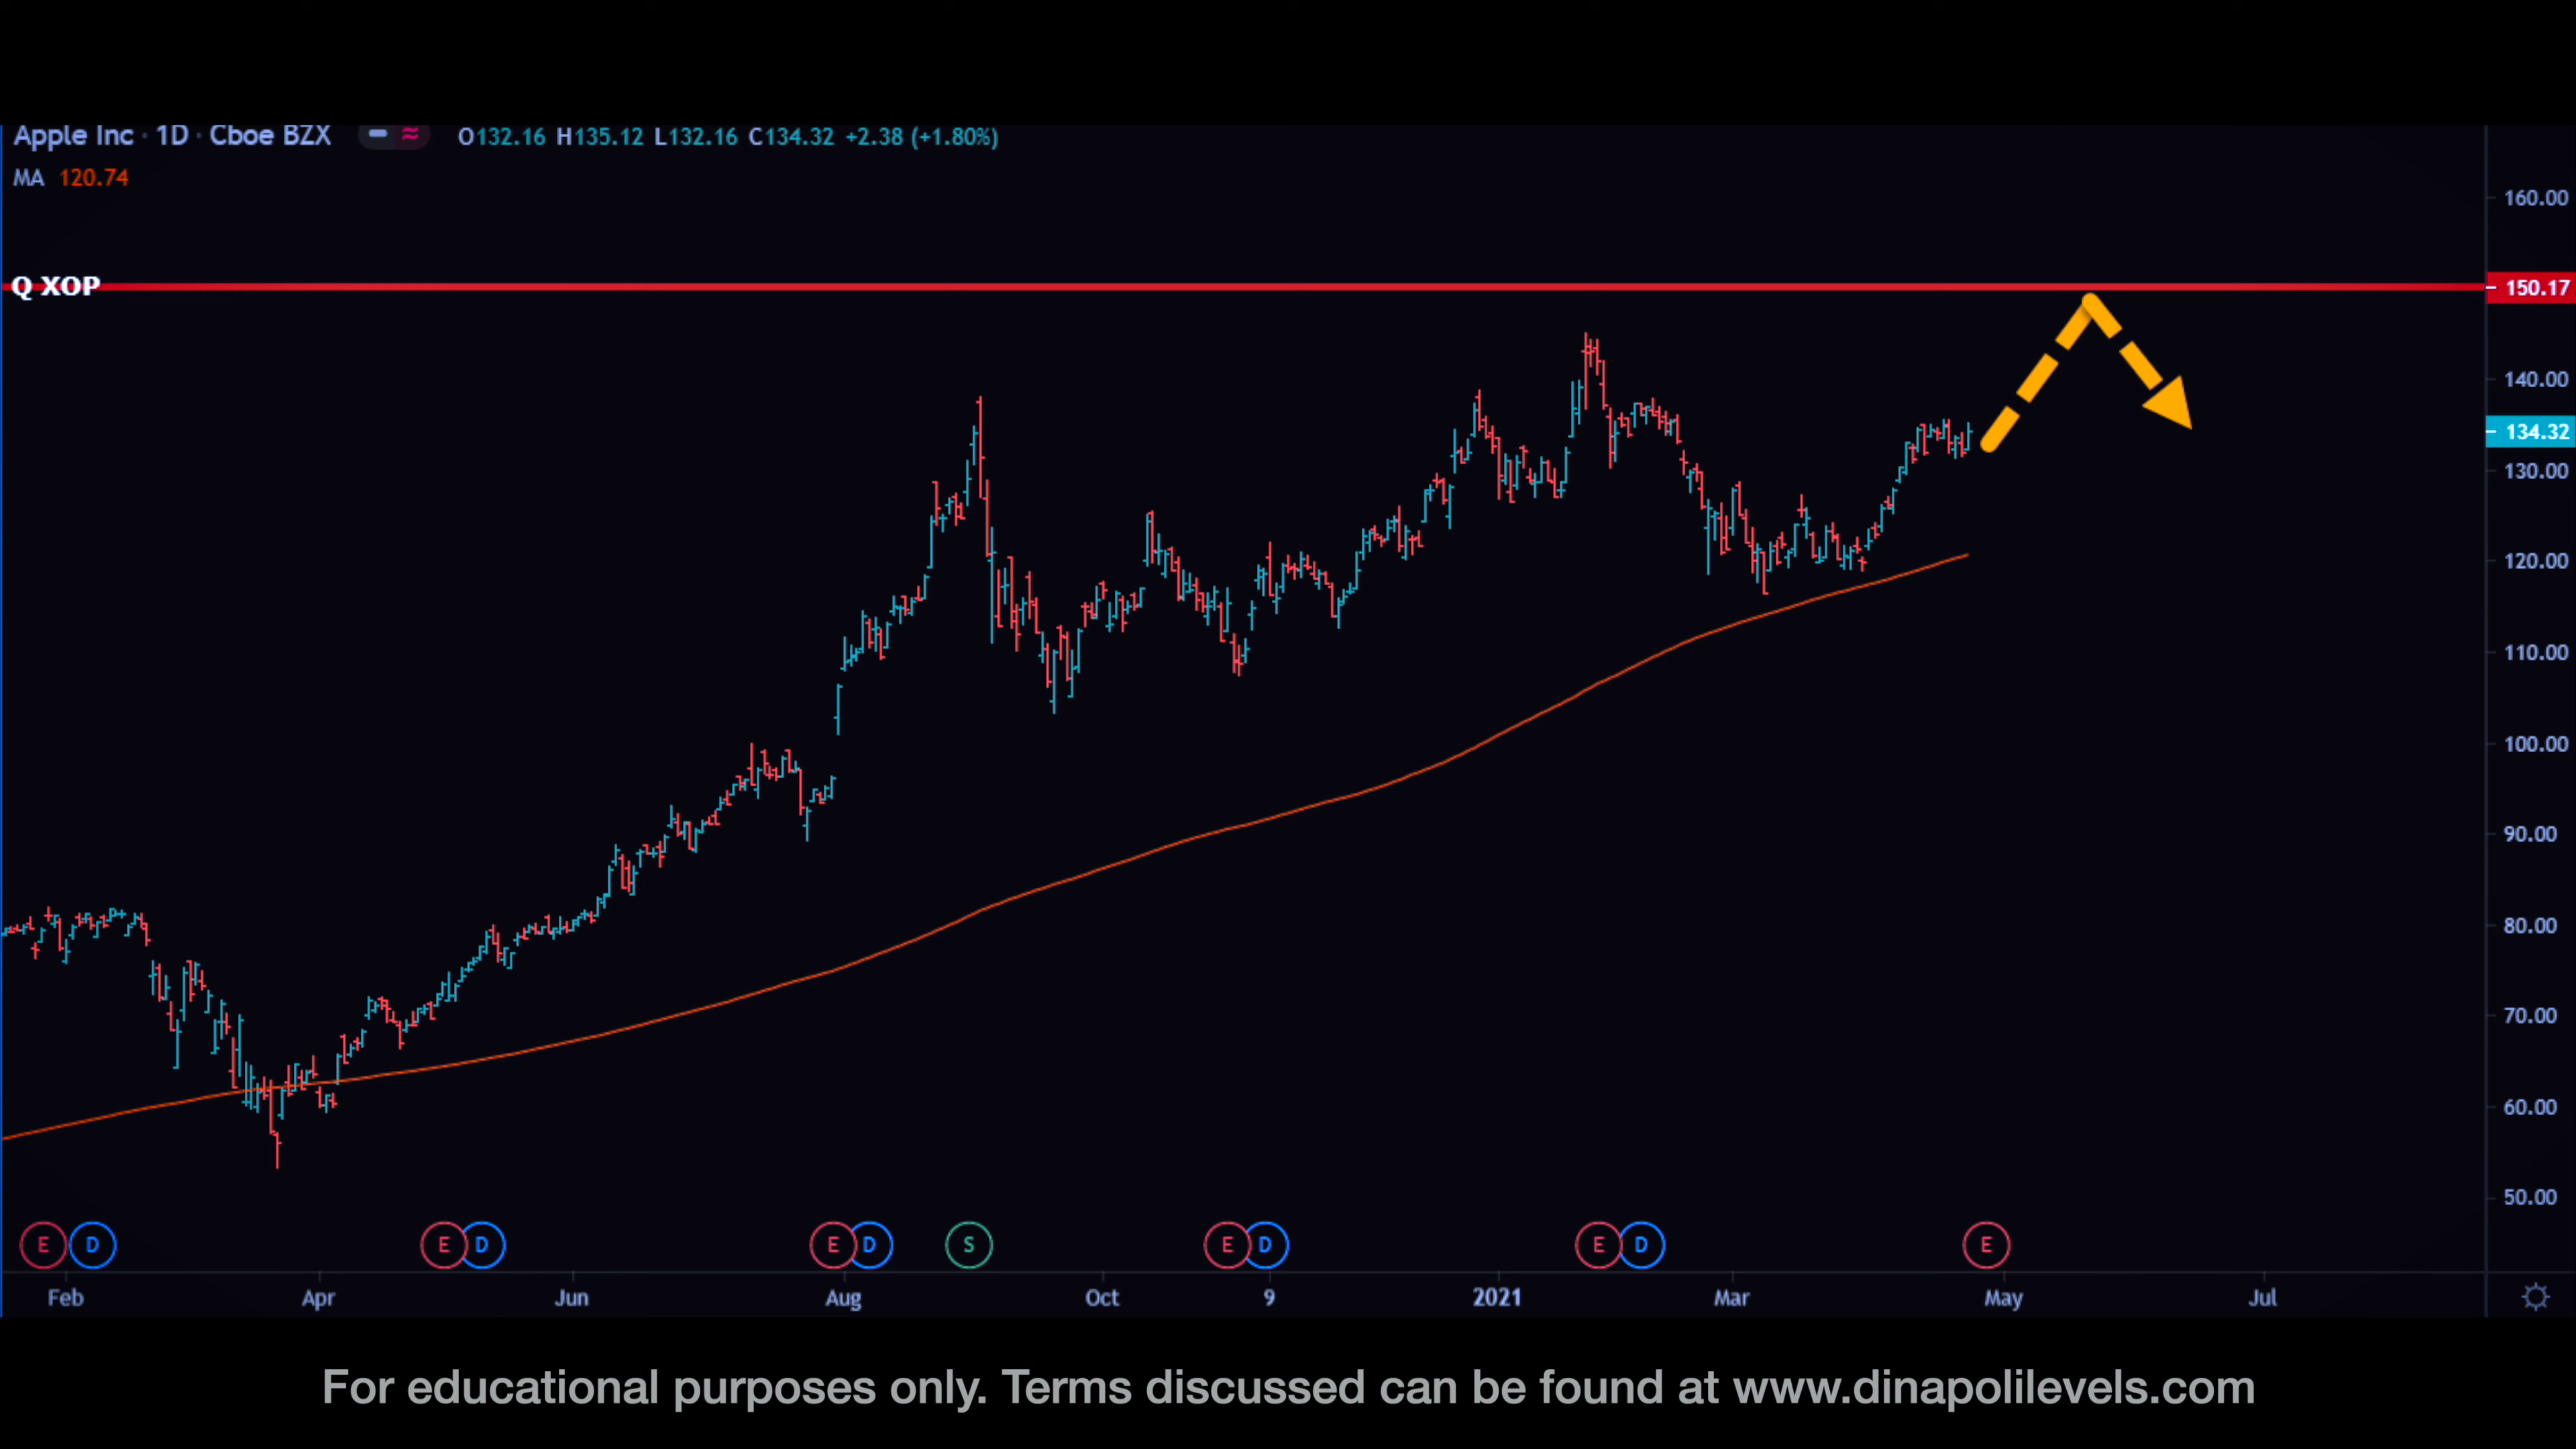 Apple Inc · 1D · Cboe BZX O132.16 H135.12 L132.16 C134.32 +2.38 (+1.80%)
MA 120.74
160.00
Q XOP
150.17
140.00
134.32
130.00
120.00
110.00
100.00
90.00
80.00
70.00
60.00
50.00
E D E D E D S E D E D E
Feb Apr Jun Aug Oct 9 2021 Mar May Jul
For educational purposes only. Terms discussed can be found at www.dinapolilevels.com